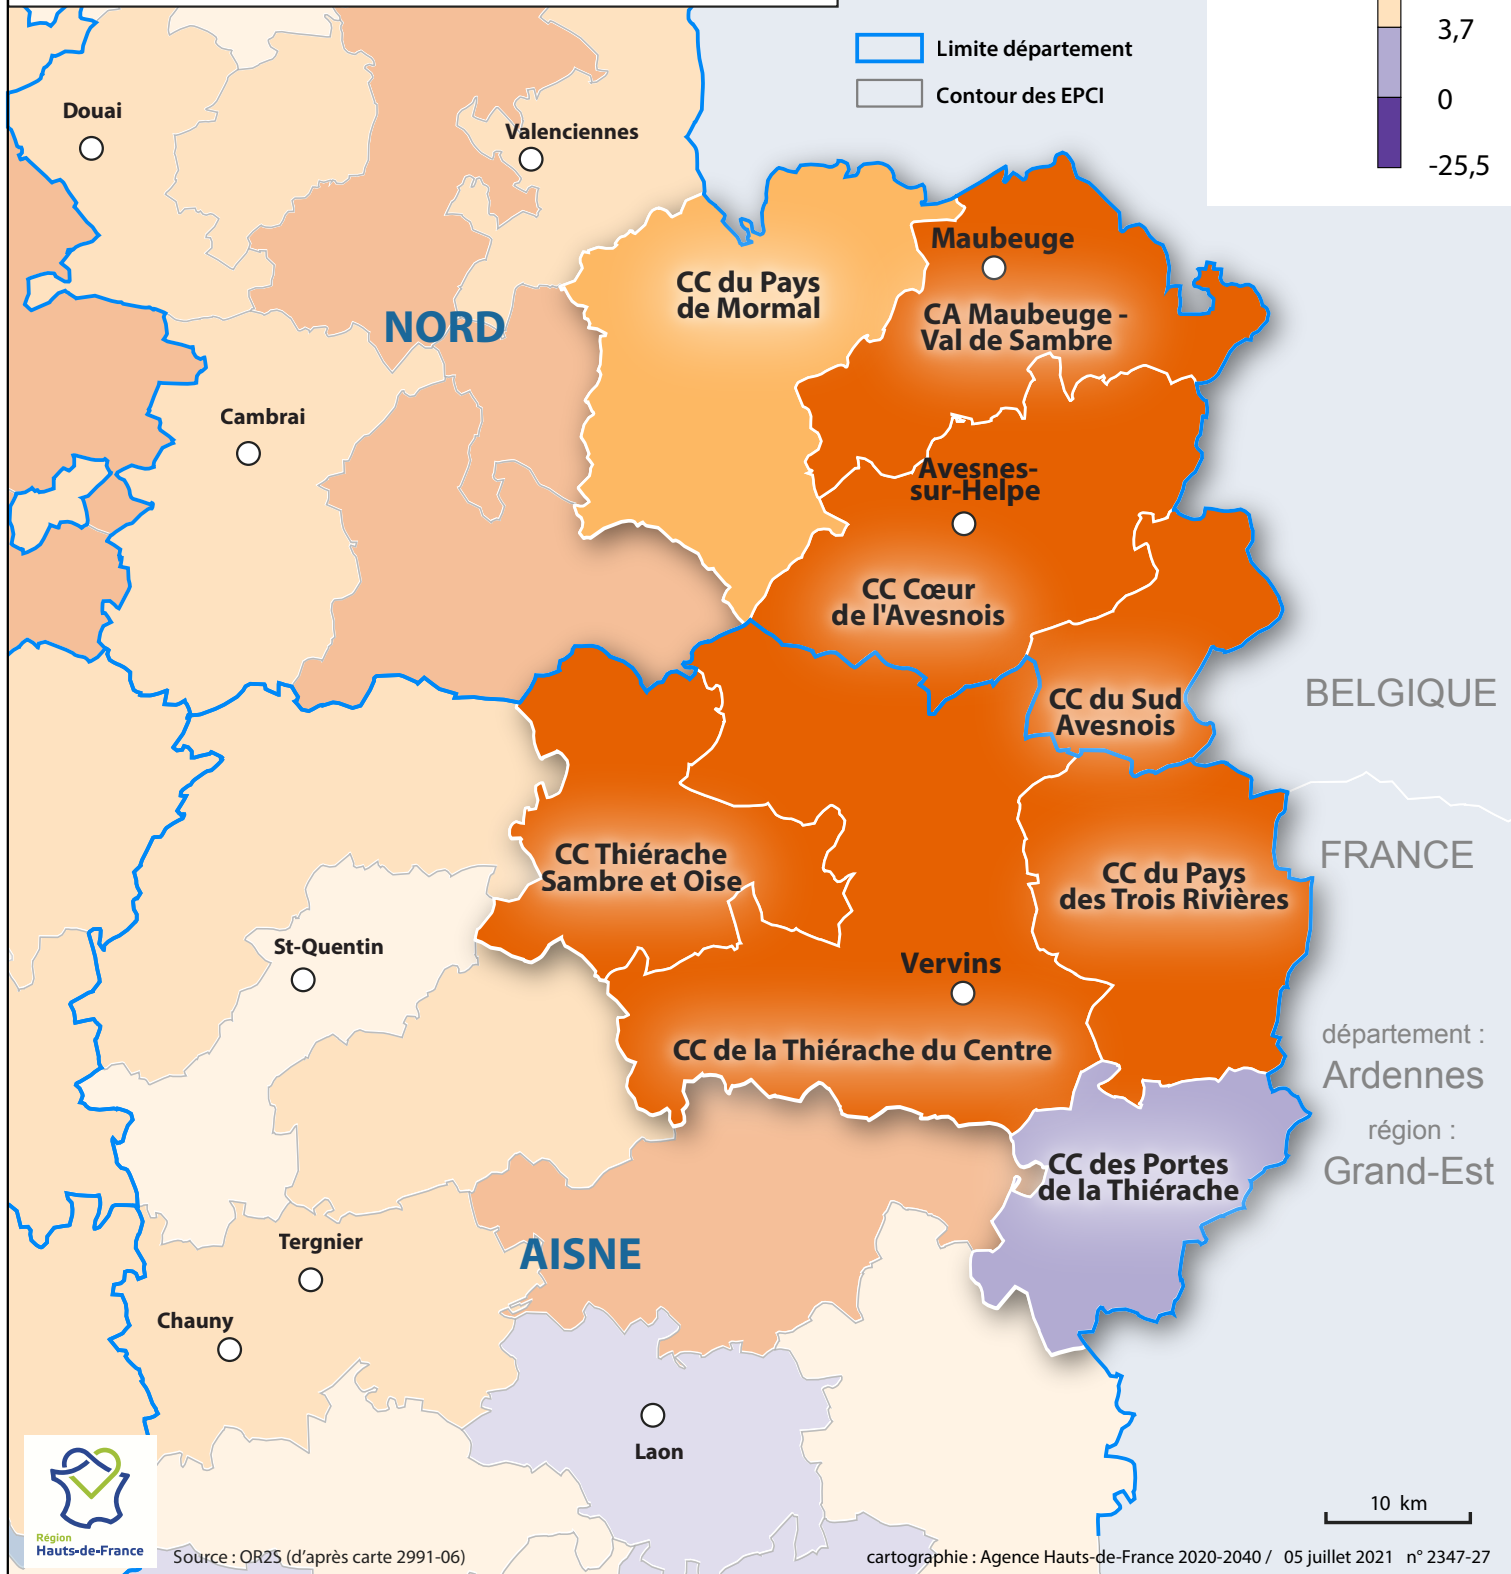 3,7
Limite département
0
Contour des EPCI
-25,5
Douai
Valenciennes
Maubeuge
CC du Pays
de Mormal
CA Maubeuge -
Val de Sambre
NORD
Cambrai
Avesnes-
sur-Helpe
CC Cœur
de l'Avesnois
CC du Sud
Avesnois
BELGIQUE
FRANCE
CC Thiérache
Sambre et Oise
CC du Pays
des Trois Rivières
St-Quentin
Vervins
CC de la Thiérache du Centre
département :
Ardennes
région :
Grand-Est
CC des Portes
de la Thiérache
Tergnier
AISNE
Chauny
Laon
10 km
Région
Hauts-de-France
Source : OR2S (d'après carte 2991-06)
cartographie : Agence Hauts-de-France 2020-2040 / 05 juillet 2021 n° 2347-27